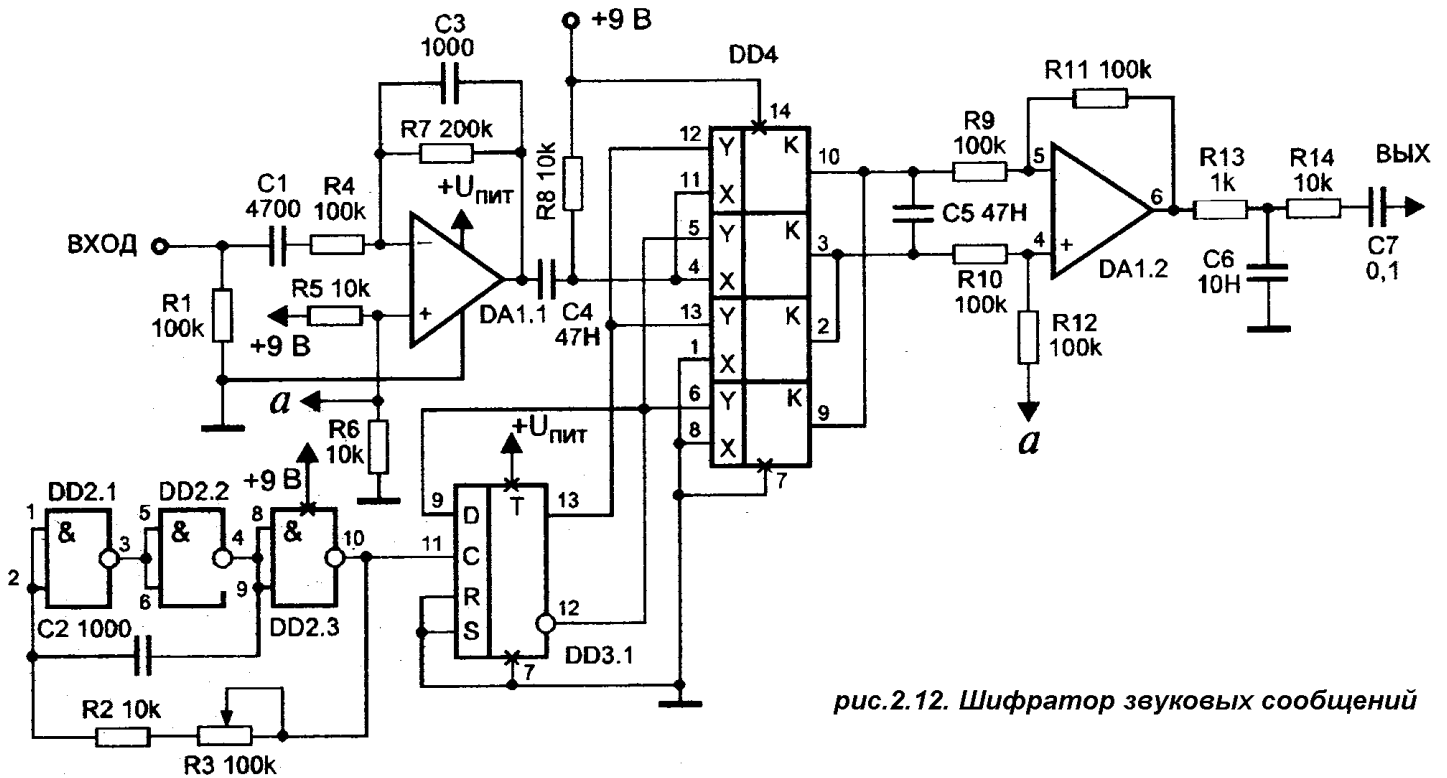 C3
1000
R7 200k
+Uпит
C1
4700
R4
100k
ВХОД
R1
100k
R5 10k
+9 В
−
+
DA1.1
C4
47Н
a
R6
10k
+9 В
R8 10k
DD4
14
12
Y
K
10
11
X
5
Y
K
3
4
X
13
Y
K
2
1
X
6
Y
K
9
8
X
7
R9
100k
C5 47Н
R10
100k
R11 100k
5
-
4
+
6
DA1.2
R12
100k
a
R13
1k
R14
10k
ВЫХ
C6
10Н
C7
0,1
DD2.1
1
2
&
3
DD2.2
5
6
&
4
+9 В
8
9
&
10
DD2.3
C2 1000
R2 10k
R3 100k
+Uпит
9
D
T
13
11
C
R
S
12
7
DD3.1
рис.2.12. Шифратор звуковых сообщений